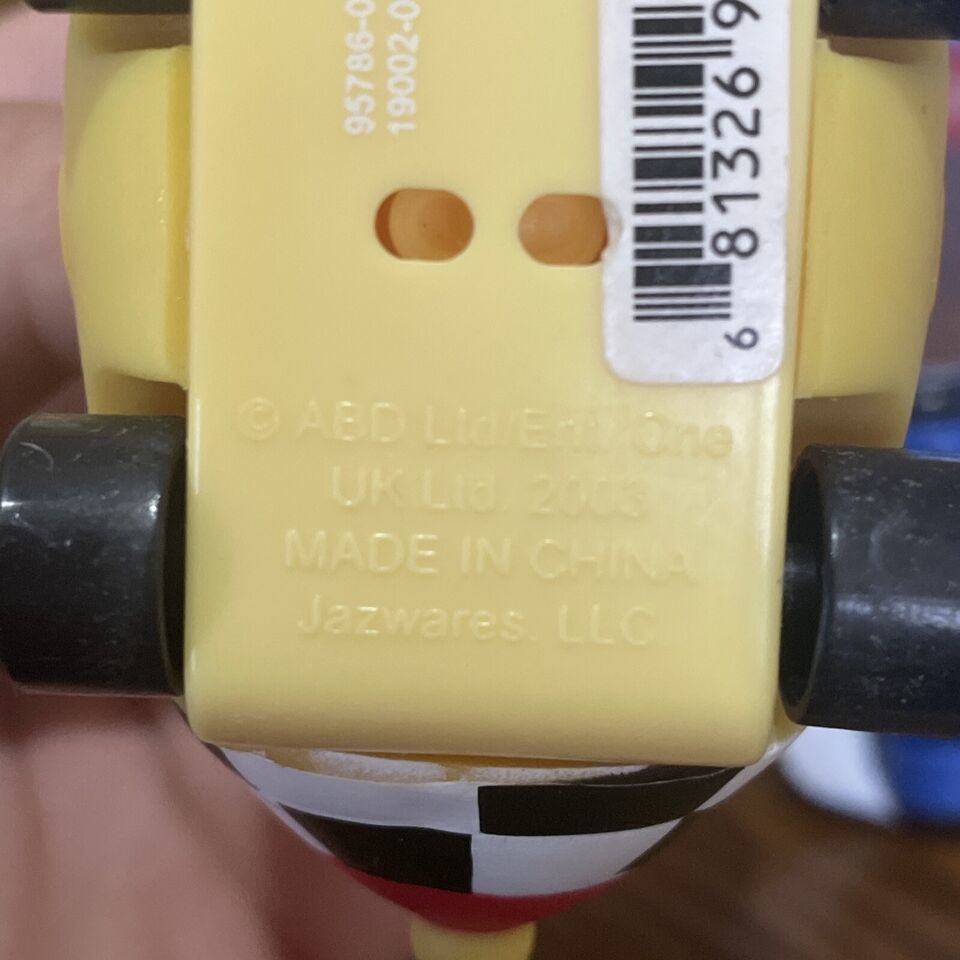 95786-0
19002-0
6 81326 9
© ABD Ltd/Ent. One
UK Ltd. 2003
MADE IN CHINA
Jazwares, LLC